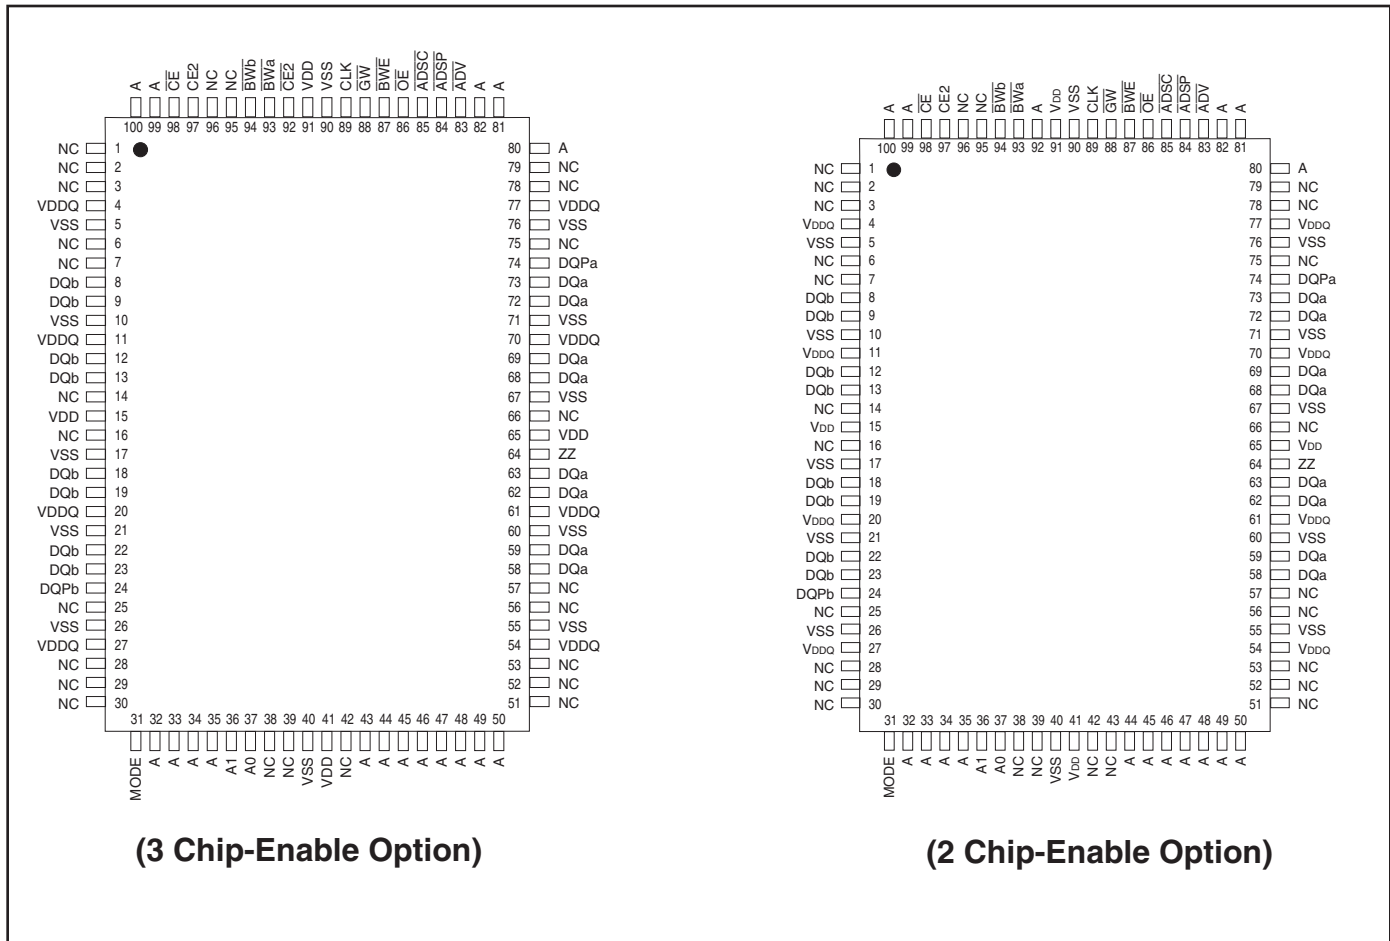 A A CE CE2 NC NC BWb BWa CE2 VDD VSS CLK GW BWE OE ADSC ADSP ADV A A
100 99 98 97 96 95 94 93 92 91 90 89 88 87 86 85 84 83 82 81
NC 1 80 A
NC 2 79 NC
NC 3 78 NC
VDDQ 4 77 VDDQ
VSS 5 76 VSS
NC 6 75 NC
NC 7 74 DQPa
DQb 8 73 DQa
DQb 9 72 DQa
VSS 10 71 VSS
VDDQ 11 70 VDDQ
DQb 12 69 DQa
DQb 13 68 DQa
NC 14 67 VSS
VDD 15 66 NC
NC 16 65 VDD
VSS 17 64 ZZ
DQb 18 63 DQa
DQb 19 62 DQa
VDDQ 20 61 VDDQ
VSS 21 60 VSS
DQb 22 59 DQa
DQb 23 58 DQa
DQPb 24 57 NC
NC 25 56 NC
VSS 26 55 VSS
VDDQ 27 54 VDDQ
NC 28 53 NC
NC 29 52 NC
NC 30 51 NC
31 32 33 34 35 36 37 38 39 40 41 42 43 44 45 46 47 48 49 50
MODE A A A A A1 A0 NC NC VSS VDD NC A A A A A A A A
(3 Chip-Enable Option)
A A CE CE2 NC NC BWb BWa A VDD VSS CLK GW BWE OE ADSC ADSP ADV A A
100 99 98 97 96 95 94 93 92 91 90 89 88 87 86 85 84 83 82 81
NC 1 80 A
NC 2 79 NC
NC 3 78 NC
VDDQ 4 77 VDDQ
VSS 5 76 VSS
NC 6 75 NC
NC 7 74 DQPa
DQb 8 73 DQa
DQb 9 72 DQa
VSS 10 71 VSS
VDDQ 11 70 VDDQ
DQb 12 69 DQa
DQb 13 68 DQa
NC 14 67 VSS
VDD 15 66 NC
NC 16 65 VDD
VSS 17 64 ZZ
DQb 18 63 DQa
DQb 19 62 DQa
VDDQ 20 61 VDDQ
VSS 21 60 VSS
DQb 22 59 DQa
DQb 23 58 DQa
DQPb 24 57 NC
NC 25 56 NC
VSS 26 55 VSS
VDDQ 27 54 VDDQ
NC 28 53 NC
NC 29 52 NC
NC 30 51 NC
31 32 33 34 35 36 37 38 39 40 41 42 43 44 45 46 47 48 49 50
MODE A A A A A1 A0 NC NC VSS VDD NC NC A A A A A A A
(2 Chip-Enable Option)